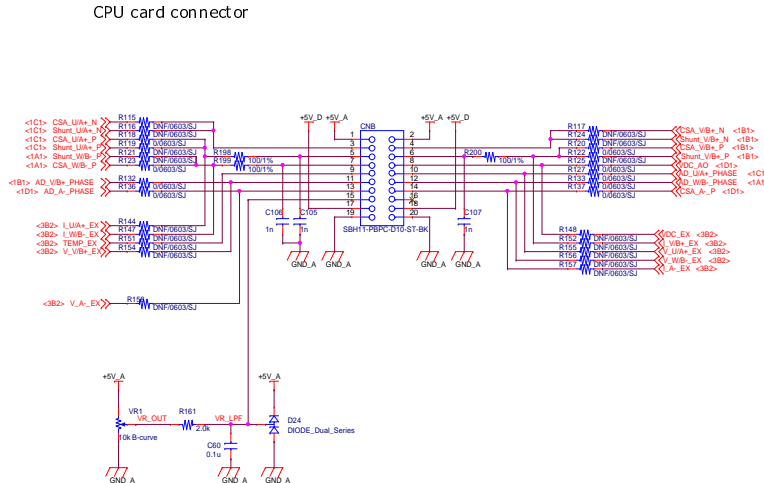 CPU card connector
+5V_D +5V_A
+5V_A +5V_D
CNB
<1C1> CSA_U/A+_N R115 DNF/0603/SJ
<1C1> Shunt_U/A+_N R116 DNF/0603/SJ
<1C1> CSA_U/A+_P R118 0/0603/SJ
<1C1> Shunt_U/A+_P R119 0/0603/SJ
<1A1> Shunt_W/B-_P R121 DNF/0603/SJ
<1A1> CSA_W/B-_P R123 0/0603/SJ
R198 100/1%
R199 100/1%
<1B1> AD_V/B+_PHASE R132 0/0603/SJ
<1D1> AD_A-_PHASE R136 0/0603/SJ
<3B2> I_U/A+_EX R144 DNF/0603/SJ
<3B2> I_W/B-_EX R147 DNF/0603/SJ
<3B2> TEMP_EX R151 DNF/0603/SJ
<3B2> V_V/B+_EX R154 DNF/0603/SJ
<3B2> V_A-_EX DNF/0603/SJ
1 2
3 4
5 6
7 8
9 10
11 12
13 14
15 16
17 18
19 20
SBH11-PBPC-D10-ST-BK
C106 1n
C105 1n
C107 1n
GND_A GND_A GND_A GND_A
R200 100/1%
R117 DNF/0603/SJ CSA_V/B+_N <1B1>
R124 DNF/0603/SJ Shunt_V/B+_N <1B1>
R120 0/0603/SJ CSA_V/B+_P <1B1>
R122 0/0603/SJ Shunt_V/B+_P <1B1>
R125 DNF/0603/SJ VDC_AO <1D1>
R127 0/0603/SJ AD_U/A+_PHASE <1C1
R133 0/0603/SJ AD_W/B-_PHASE <1A1
R137 0/0603/SJ CSA_A-_P <1D1>
R148 DNF/0603/SJ VDC_EX <3B2>
R152 DNF/0603/SJ I_V/B+_EX <3B2>
R155 DNF/0603/SJ V_U/A+_EX <3B2>
R156 DNF/0603/SJ V_W/B-_EX <3B2>
R157 DNF/0603/SJ I_A-_EX <3B2>
+5V_A
+5V_A
VR1
VR_OUT
R161
2.0k
VR_LPF
D24
DIODE_Dual_Series
10k B-curve
C60
0.1u
GND_A GND_A GND_A